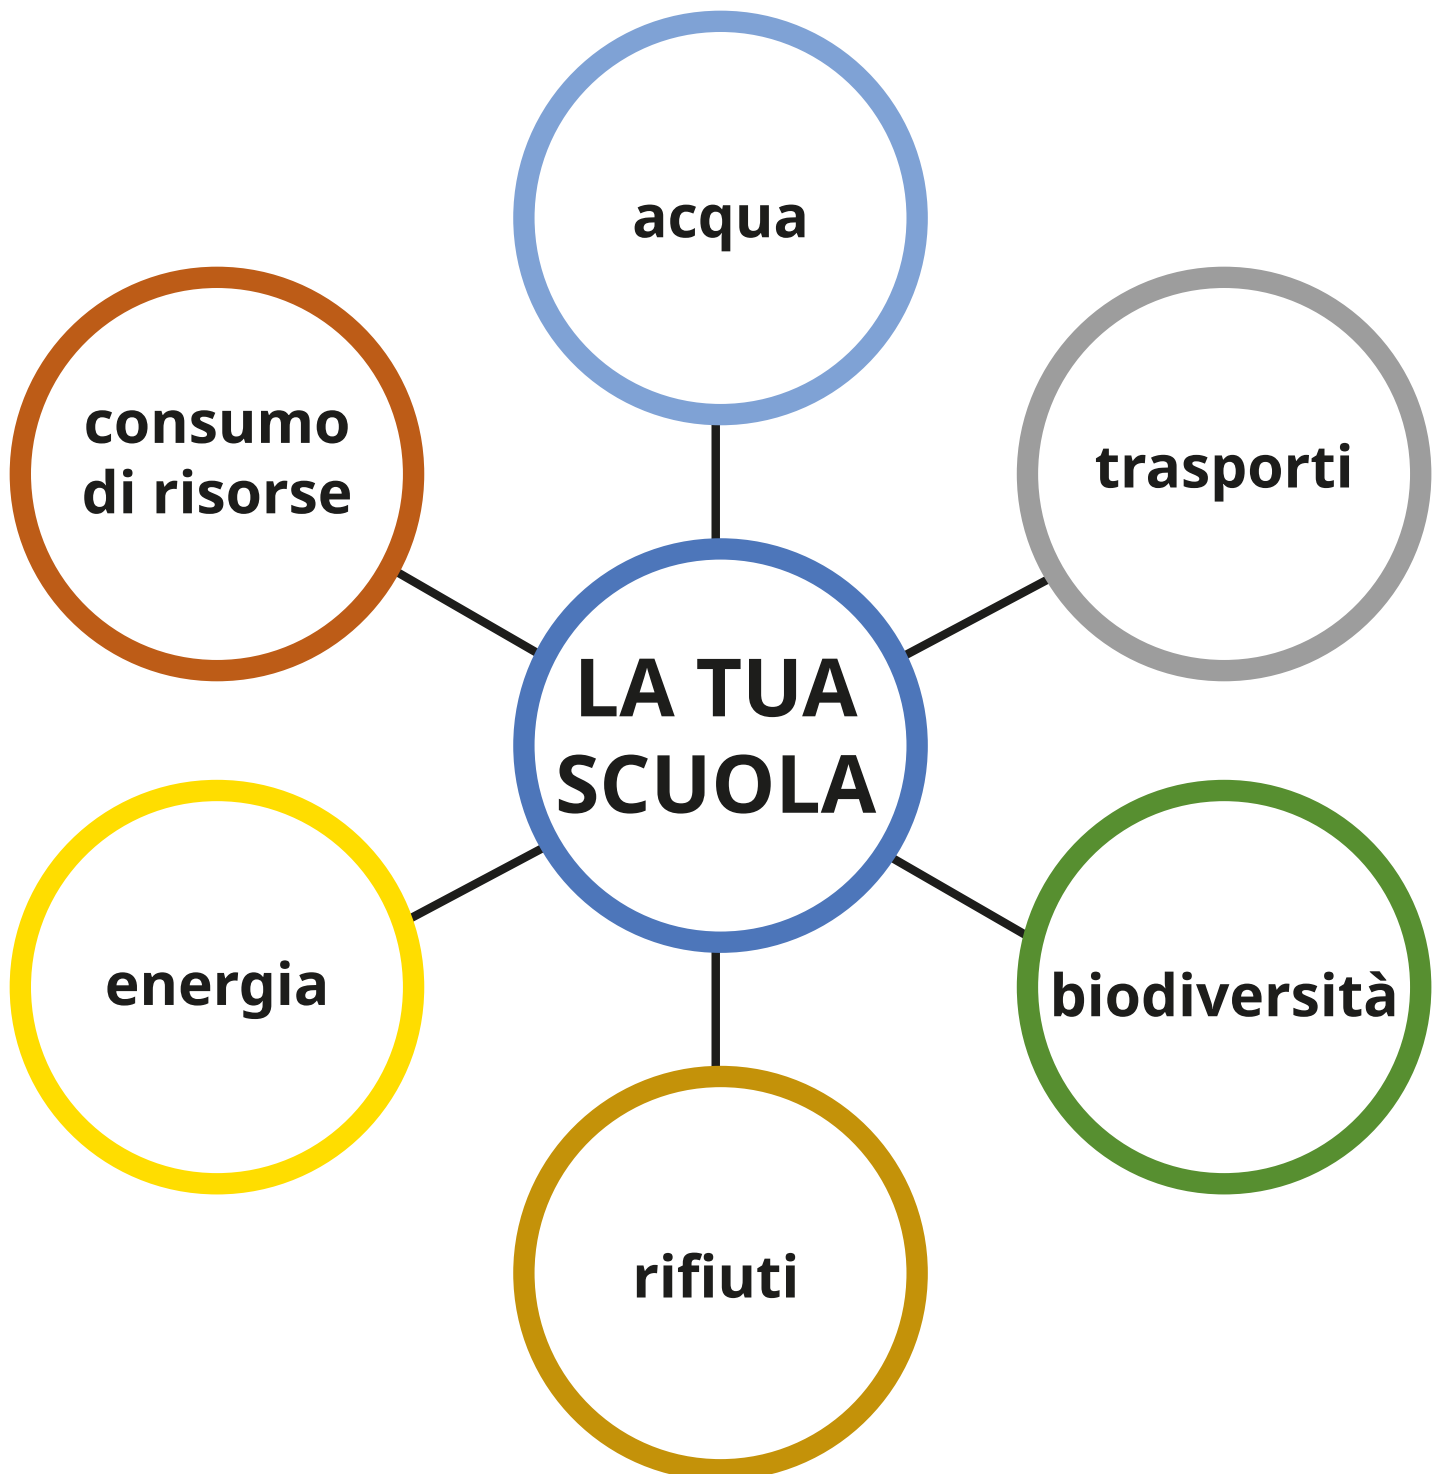 acqua
consumo
di risorse
trasporti
LA TUA
SCUOLA
energia
biodiversità
rifiuti